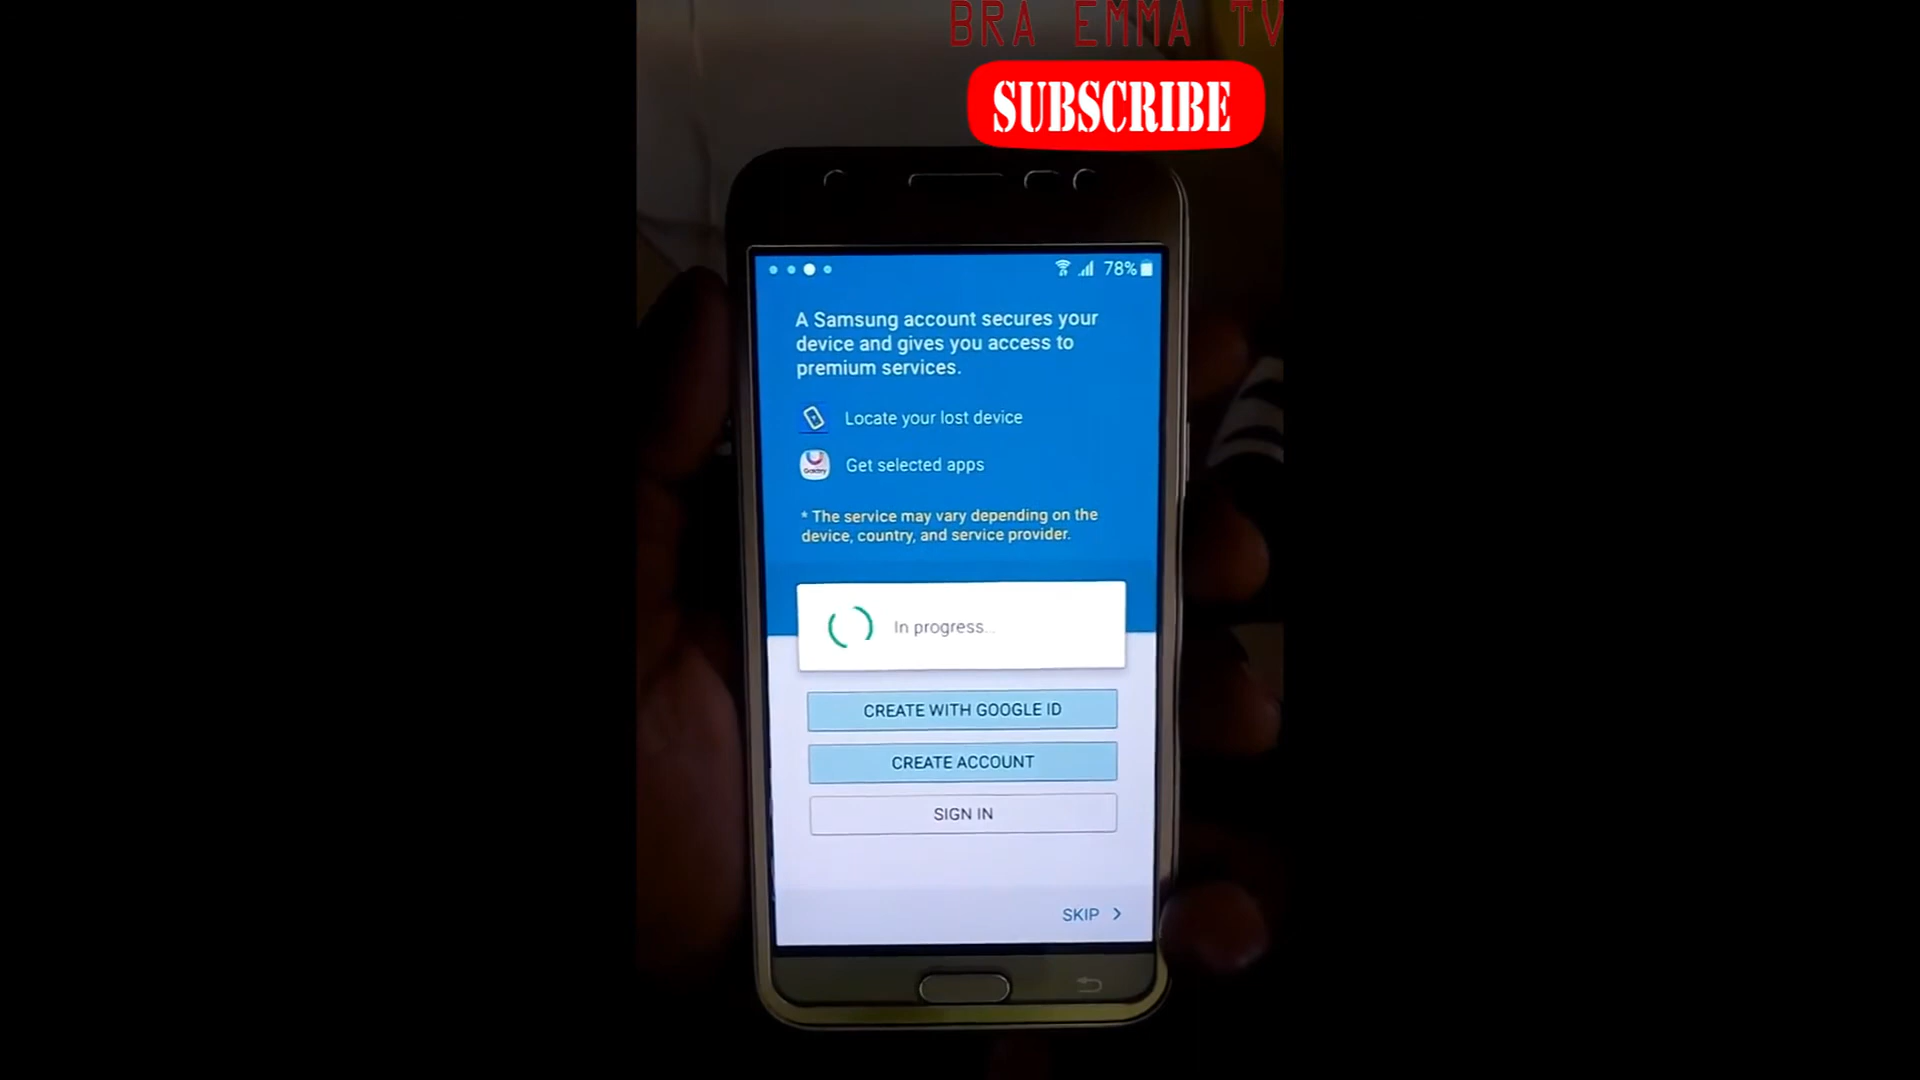 BRA EMMA TV
SUBSCRIBE
78%
A Samsung account secures your
device and gives you access to
premium services.
Locate your lost device
Get selected apps
* The service may vary depending on the
device, country, and service provider.
In progress...
CREATE WITH GOOGLE ID
CREATE ACCOUNT
SIGN IN
SKIP >